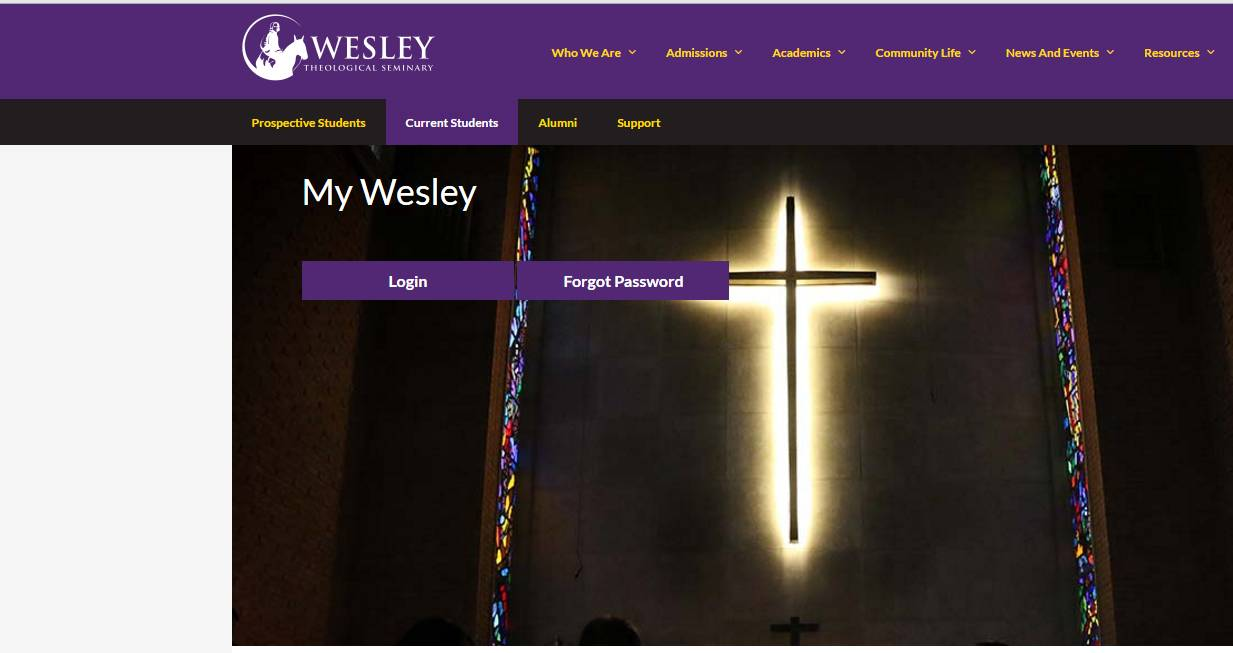 WESLEY
THEOLOGICAL SEMINARY
Who We Are Admissions Academics Community Life News And Events Resources
Prospective Students Current Students Alumni Support
My Wesley
Login Forgot Password